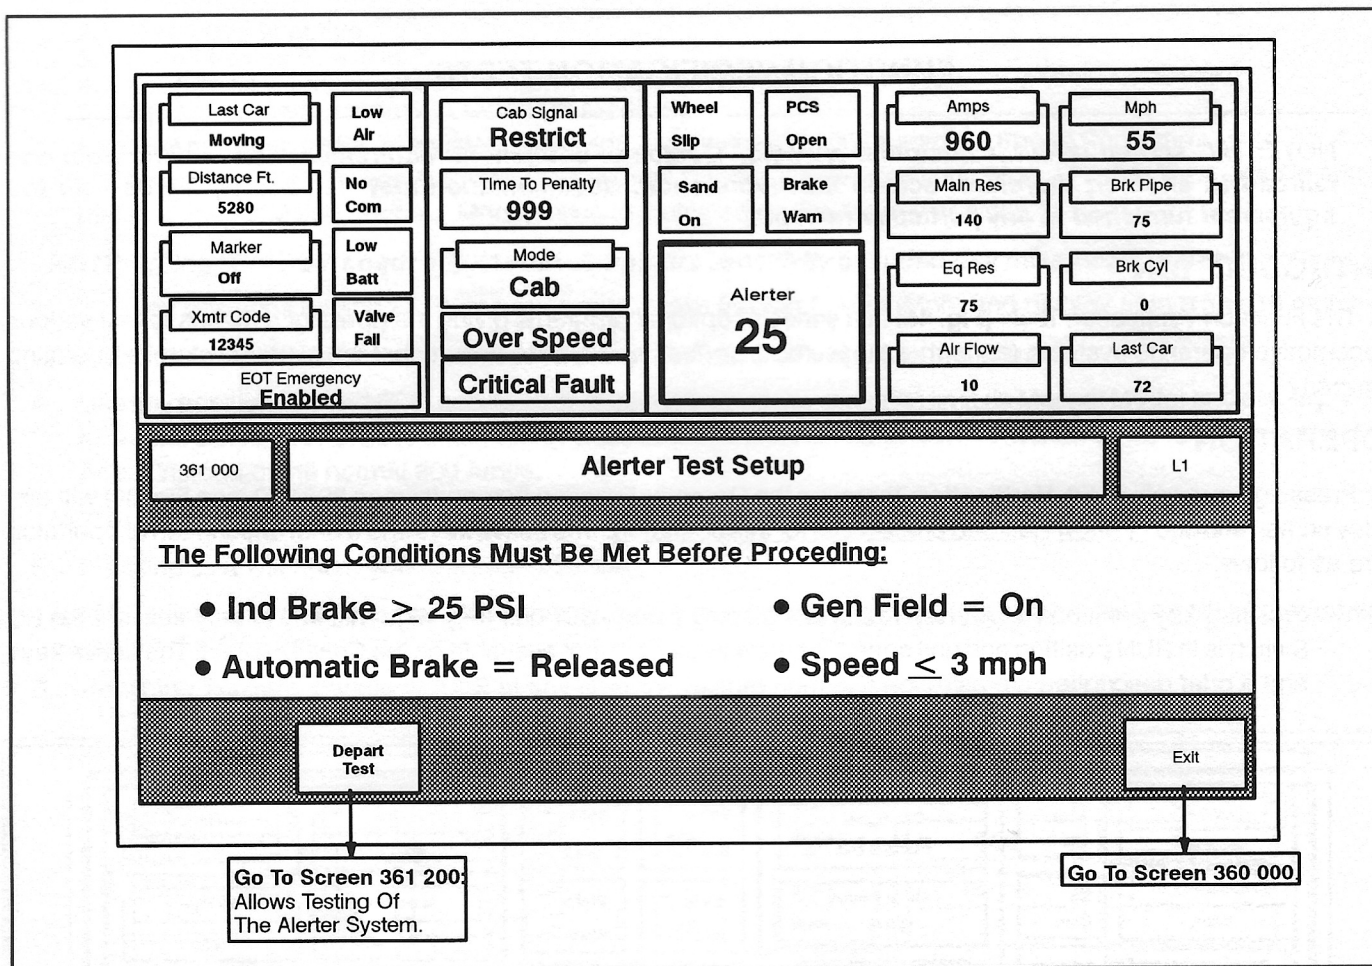 Last Car
Moving
Low
Air
Distance Ft.
5280
No
Com
Marker
Off
Low
Batt
Xmtr Code
12345
Valve
Fail
EOT Emergency
Enabled
Cab Signal
Restrict
Time To Penalty
999
Mode
Cab
Over Speed
Critical Fault
Wheel
Slip
PCS
Open
Sand
On
Brake
Warn
Alerter
25
Amps
960
Mph
55
Main Res
140
Brk Pipe
75
Eq Res
75
Brk Cyl
0
Air Flow
10
Last Car
72
361 000
Alerter Test Setup
L1
The Following Conditions Must Be Met Before Proceding:
• Ind Brake > 25 PSI
• Gen Field = On
• Automatic Brake = Released
• Speed ≤ 3 mph
Depart
Test
Exit
Go To Screen 361 200:
Allows Testing Of
The Alerter System.
Go To Screen 360 000.